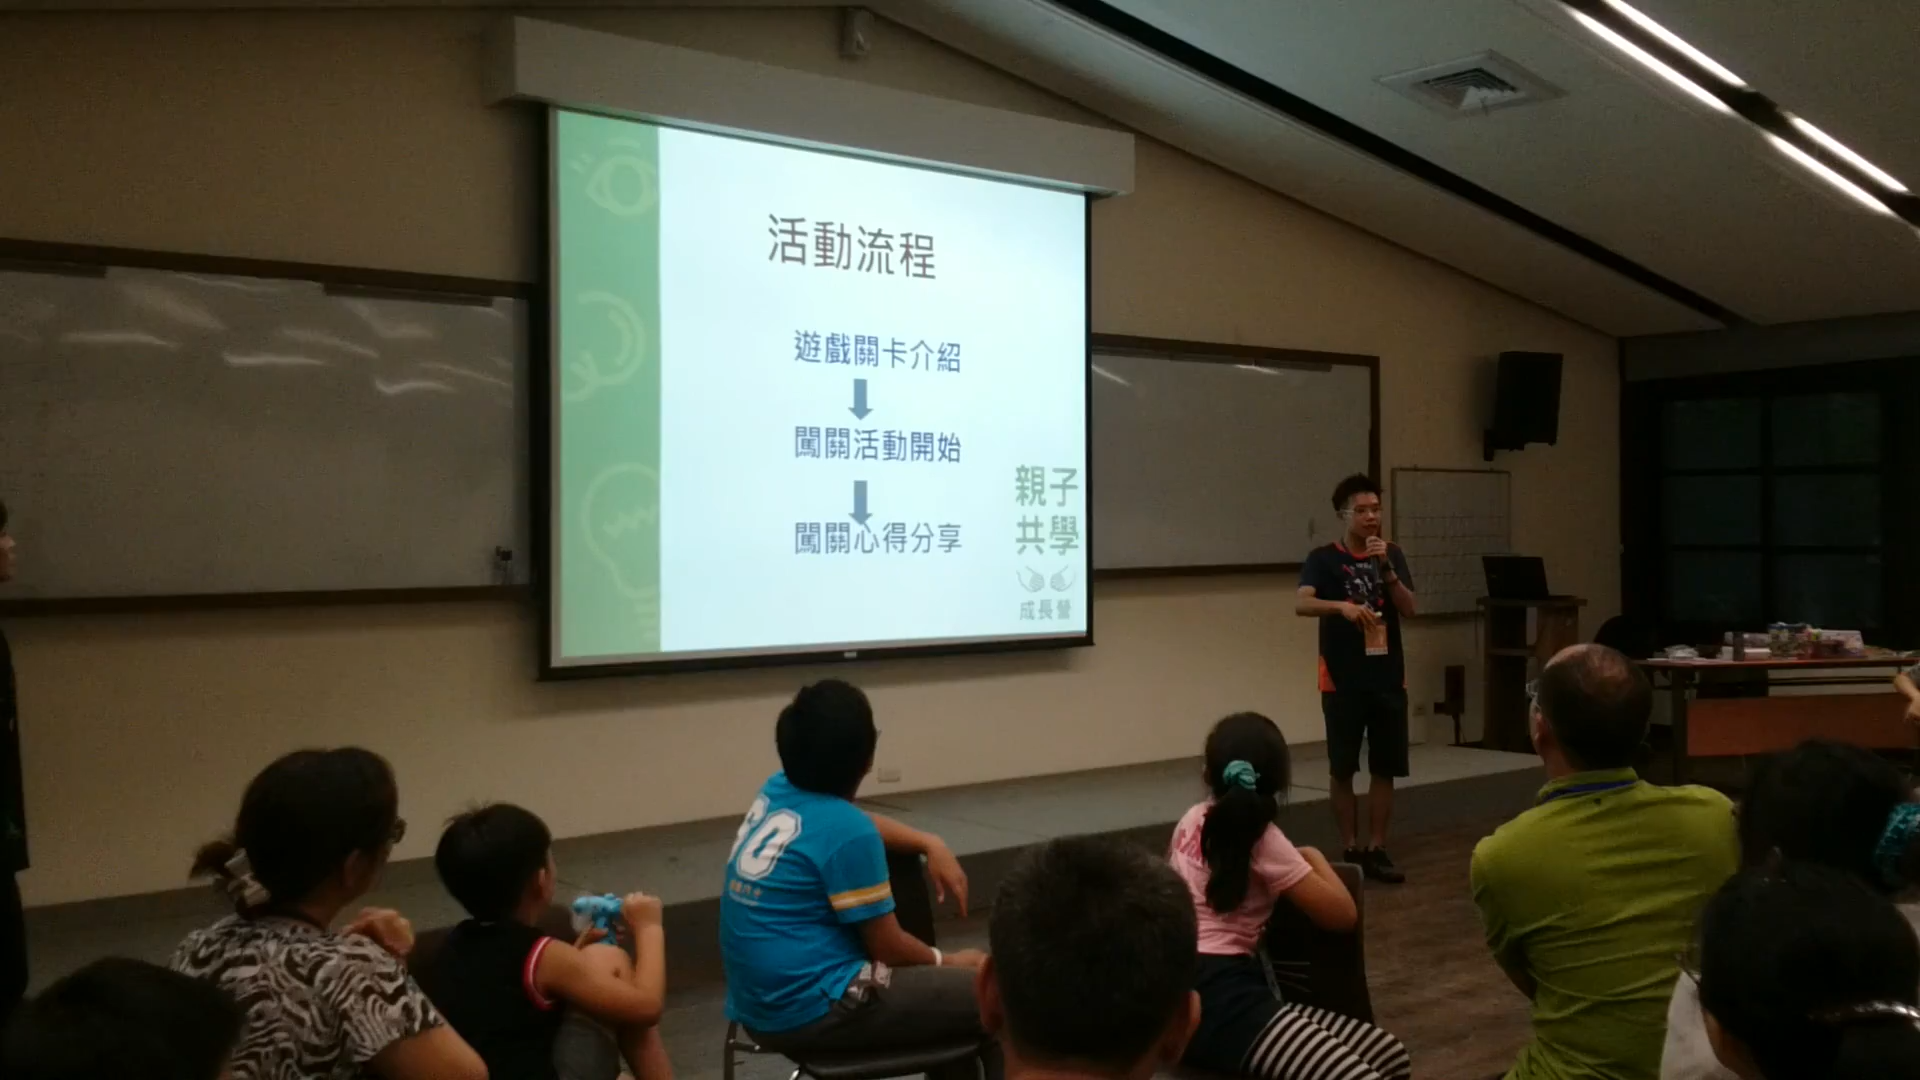 活動流程
遊戲關卡介紹
闖關活動開始
闖關心得分享
親子
共學
成長營
60